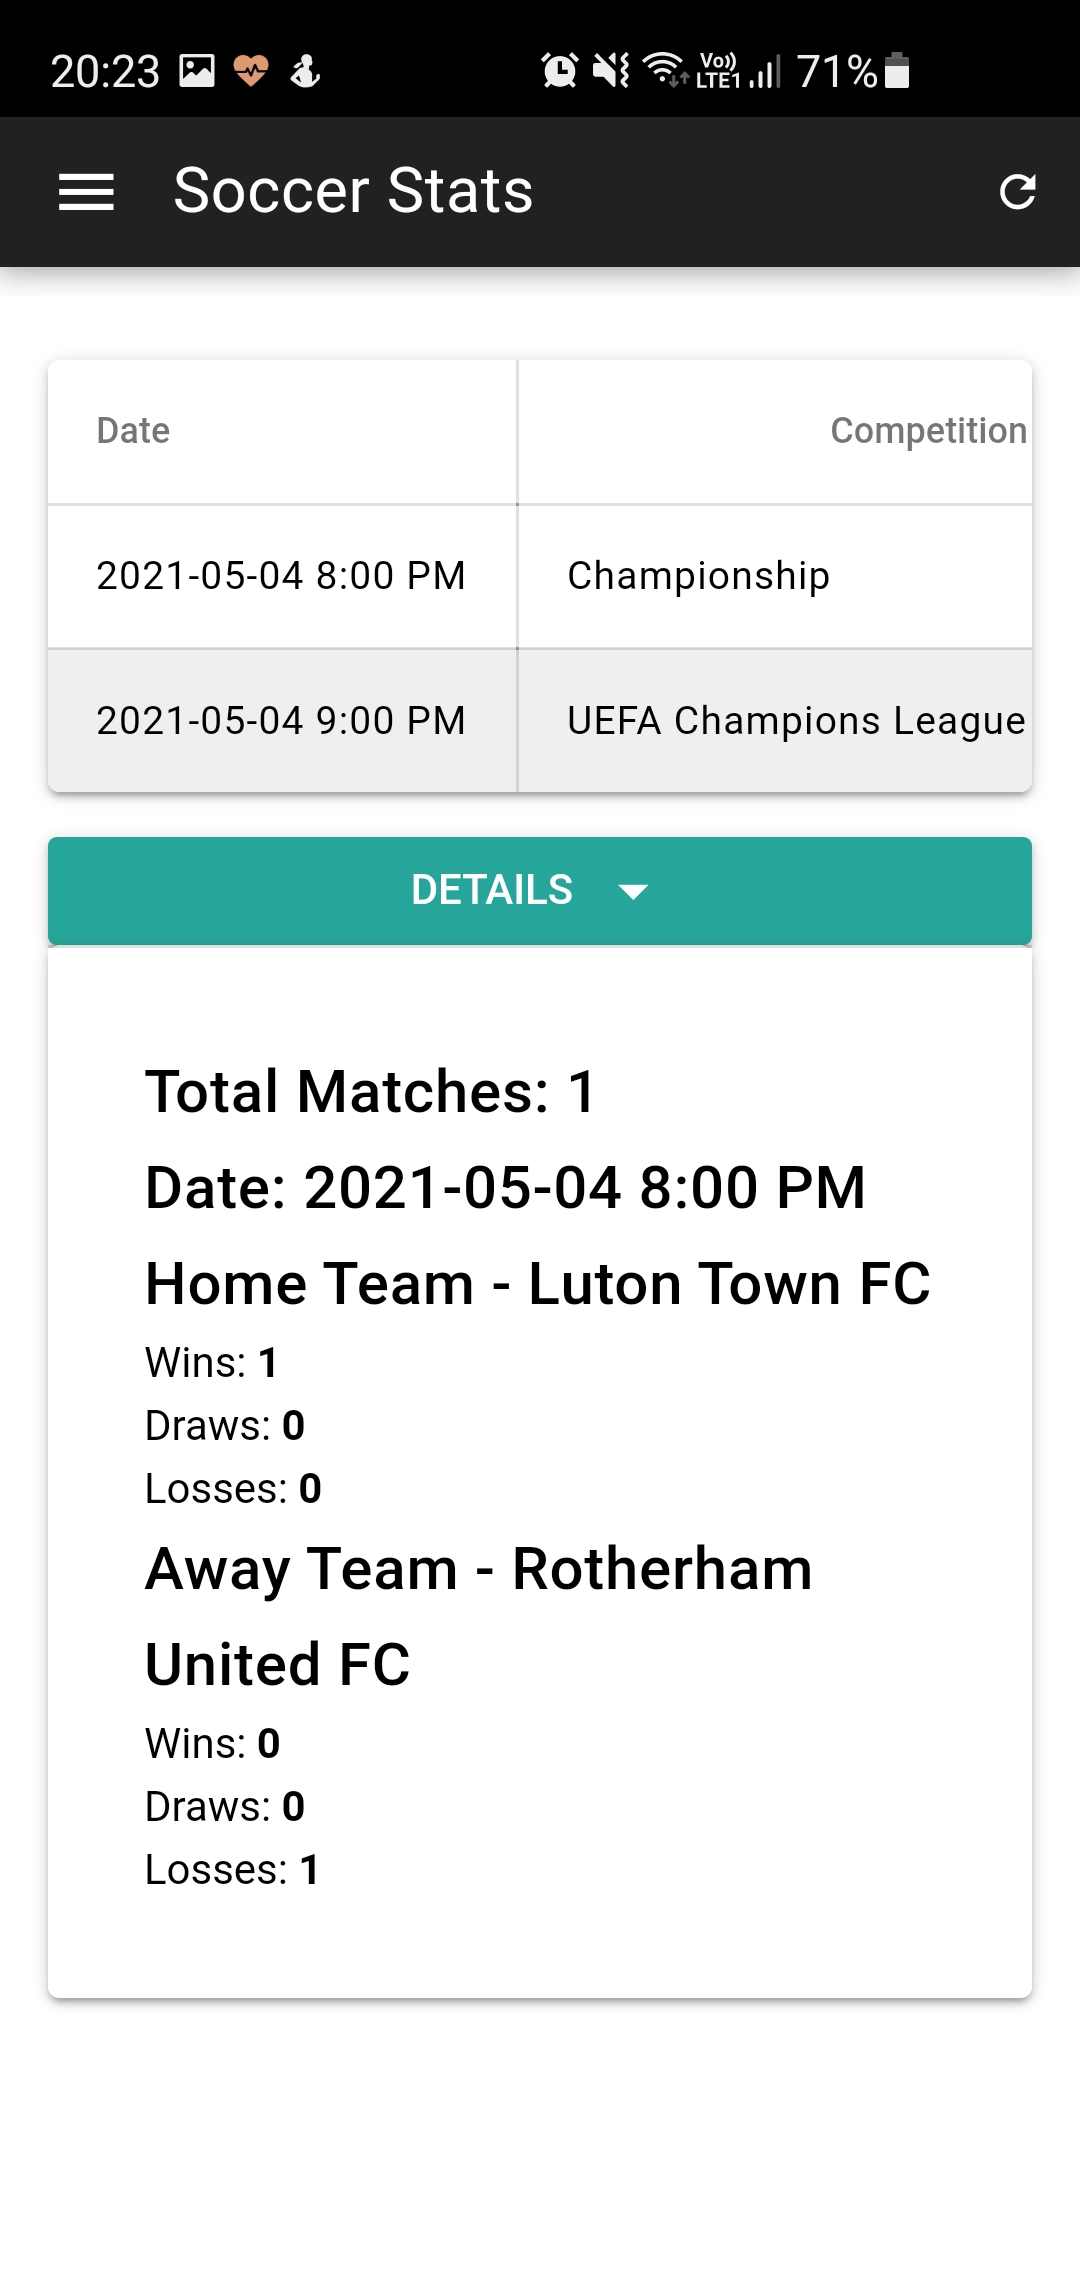 20:23 Vo)) LTE1 71%
Soccer Stats
Date Competition
2021-05-04 8:00 PM Championship
2021-05-04 9:00 PM UEFA Champions League
DETAILS
Total Matches: 1
Date: 2021-05-04 8:00 PM
Home Team - Luton Town FC
Wins: 1
Draws: 0
Losses: 0
Away Team - Rotherham
United FC
Wins: 0
Draws: 0
Losses: 1